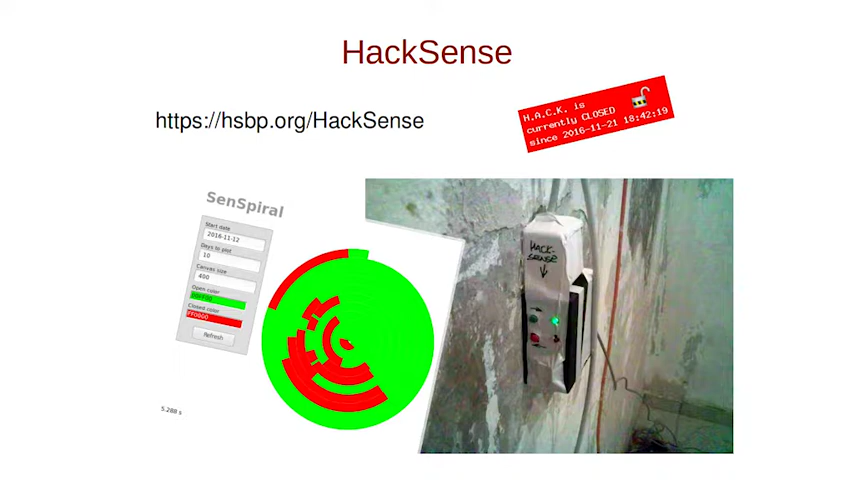 HackSense
https://hsbp.org/HackSense
H.A.C.K. is
currently CLOSED
since 2016-11-21 18:42:19
SenSpiral
Start date
2016-11-12
Days to plot
10
Canvas size
400
Open color
00FF00
Closed color
FF0000
Refresh
5.288 s
HACK-
SENSE